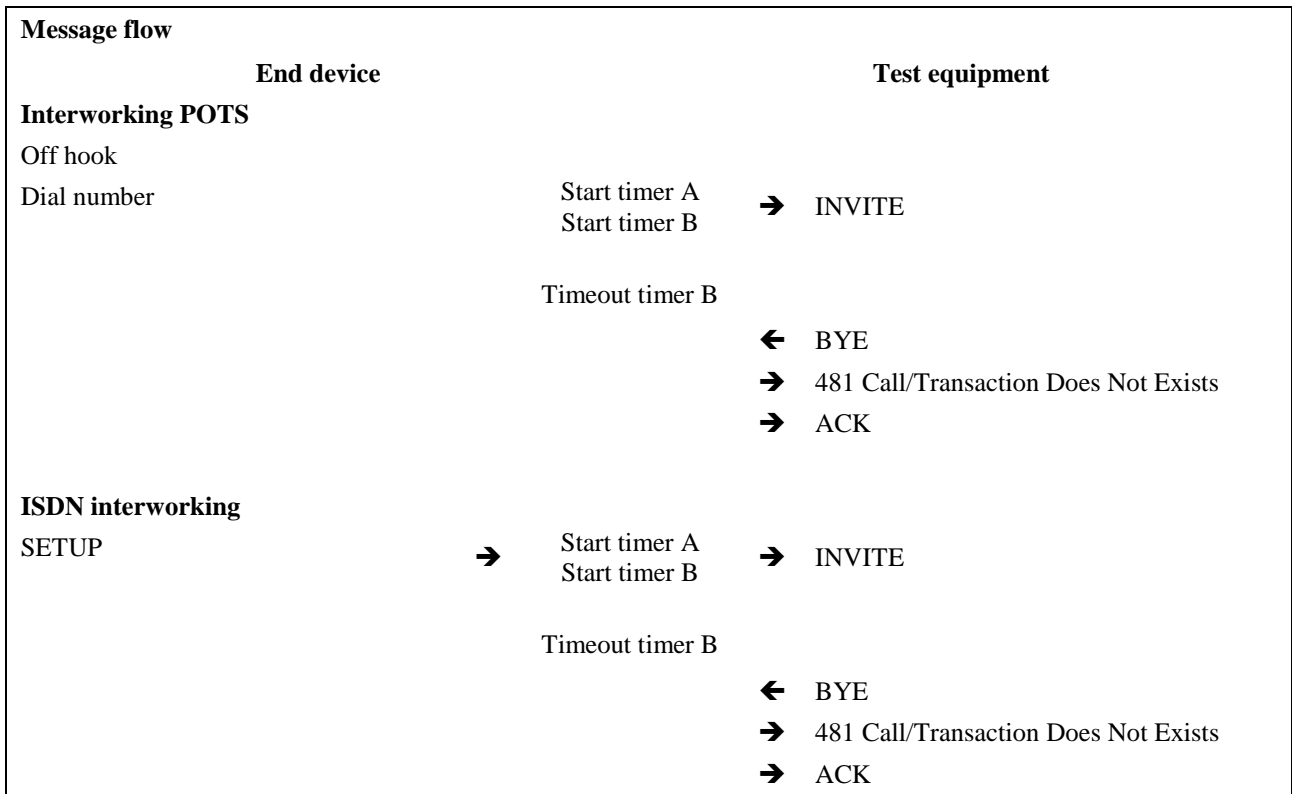 Message flow
End device Test equipment
Interworking POTS
Off hook
Dial number Start timer A
Start timer B ➔ INVITE
Timeout timer B
🡸 BYE
➔ 481 Call/Transaction Does Not Exists
➔ ACK
ISDN interworking
SETUP ➔ Start timer A
Start timer B ➔ INVITE
Timeout timer B
🡸 BYE
➔ 481 Call/Transaction Does Not Exists
➔ ACK